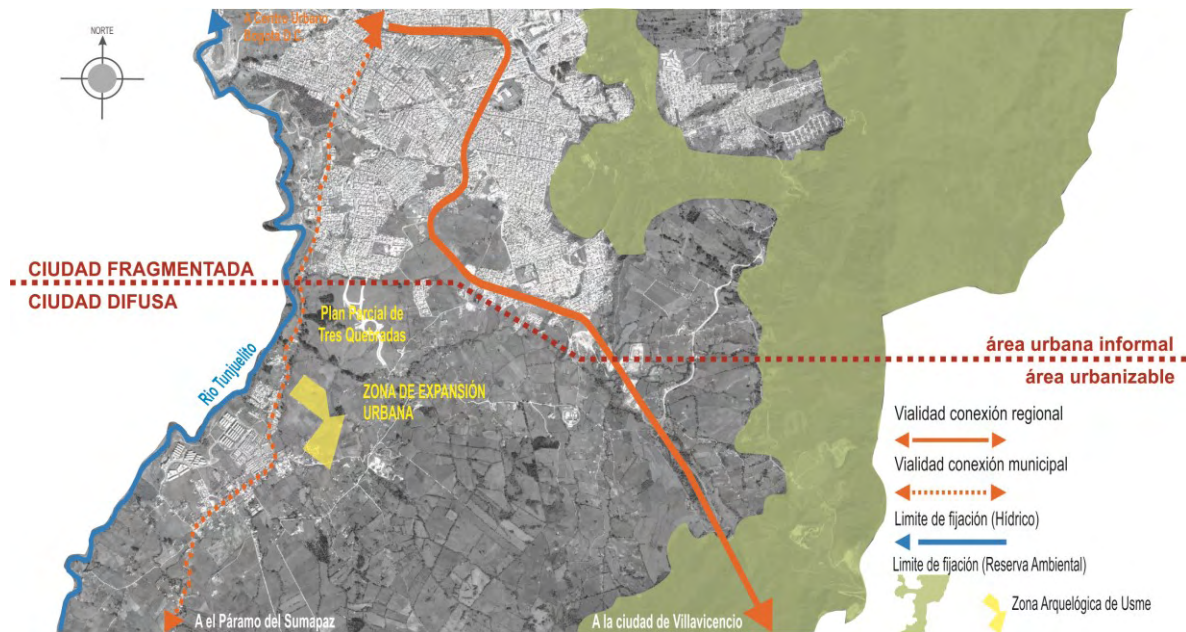 A Centro Urbano
Bogotá D.C.
NORTE
CIUDAD FRAGMENTADA
CIUDAD DIFUSA
Plan Parcial de
Tres Quebradas
Río Tunjuelito
ZONA DE EXPANSIÓN
URBANA
área urbana informal
área urbanizable
Vialidad conexión regional
Vialidad conexión municipal
Limite de fijación (Hídrico)
Limite de fijación (Reserva Ambiental)
Zona Arquelógica de Usme
A el Páramo del Sumapaz
A la ciudad de Villavicencio